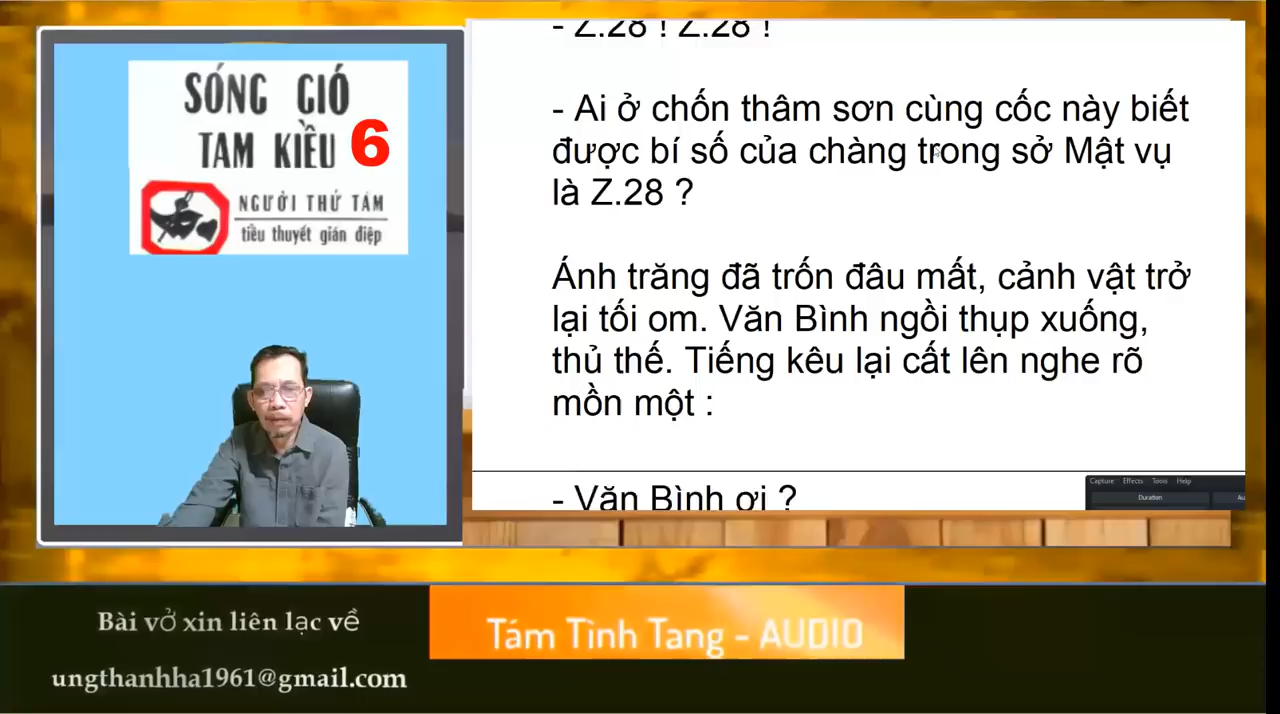 SÓNG GIÓ
TAM KIỀU 6
NGƯỜI THỨ TÁM
tiểu thuyết gián điệp
- Z.28 ! Z.28 !
- Ai ở chốn thâm sơn cùng cốc này biết
được bí số của chàng trong sở Mật vụ
là Z.28 ?
Ánh trăng đã trốn đâu mất, cảnh vật trở
lại tối om. Văn Bình ngồi thụp xuống,
thủ thế. Tiếng kêu lại cất lên nghe rõ
mồn một :
- Văn Bình ơi ?
Capture Effects Tools Help
Duration
Bài vở xin liên lạc về
ungthanhha1961@gmail.com
Tám Tình Tang - AUDIO